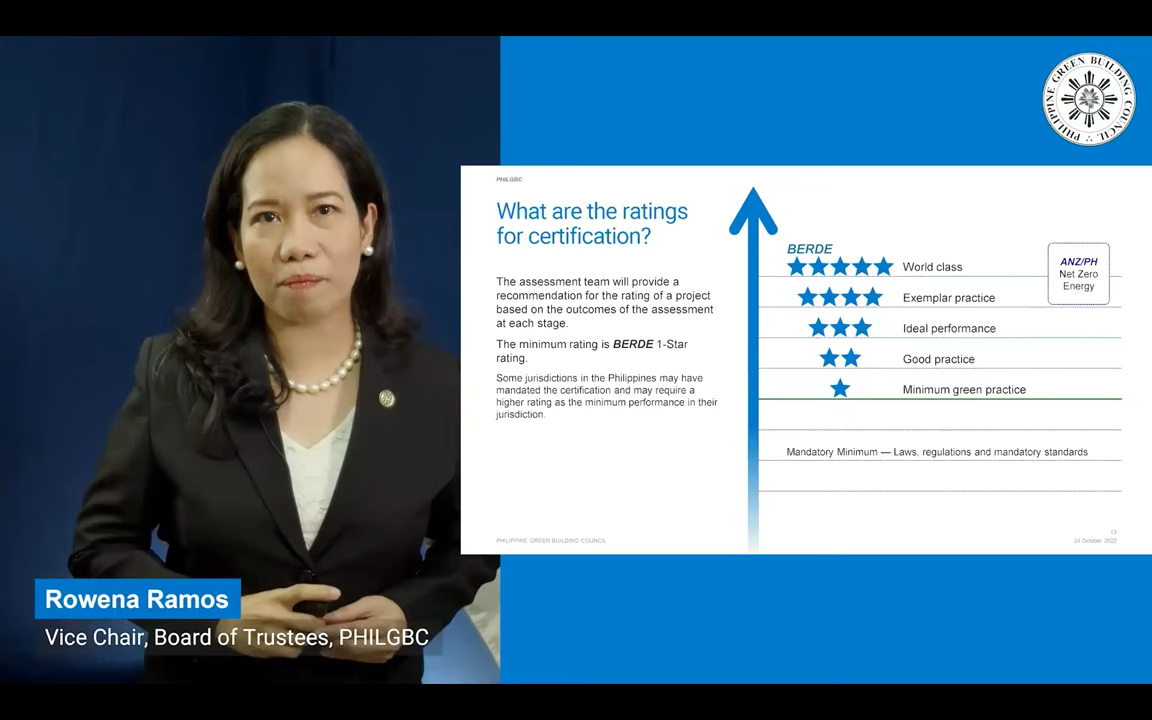 PHILIPPINE GREEN BUILDING COUNCIL
PHILGBC
What are the ratings
for certification?
The assessment team will provide a
recommendation for the rating of a project
based on the outcomes of the assessment
at each stage.
The minimum rating is BERDE 1-Star
rating.
Some jurisdictions in the Philippines may have
mandated the certification and may require a
higher rating as the minimum performance in their
jurisdiction.
BERDE
World class
Exemplar practice
Ideal performance
Good practice
Minimum green practice
ANZ/PH
Net Zero
Energy
Mandatory Minimum — Laws, regulations and mandatory standards
PHILIPPINE GREEN BUILDING COUNCIL
13
24 October 2022
Rowena Ramos
Vice Chair, Board of Trustees, PHILGBC